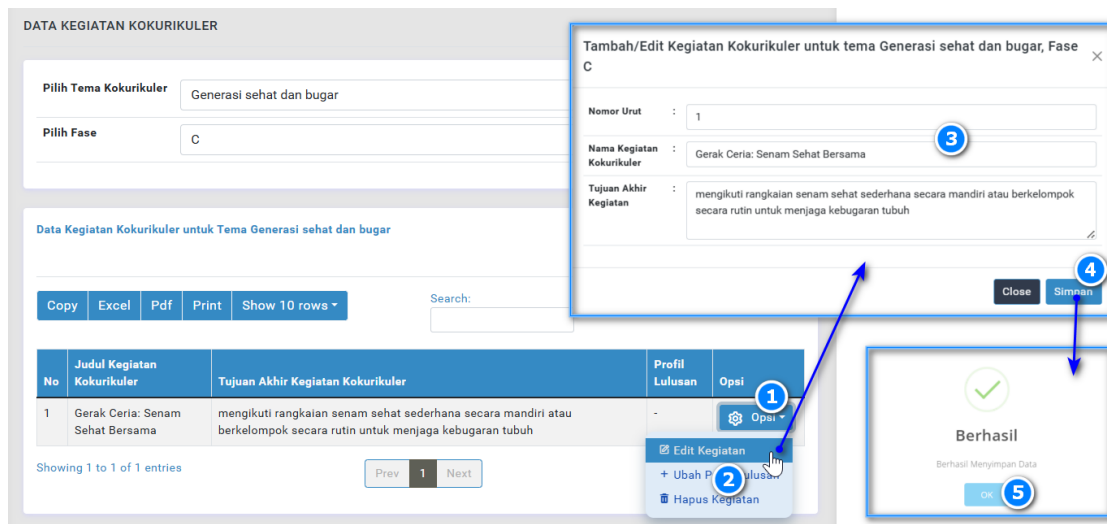 DATA KEGIATAN KOKURIKULER
Pilih Tema Kokurikuler
Generasi sehat dan bugar
Pilih Fase
C
Data Kegiatan Kokurikuler untuk Tema Generasi sehat dan bugar
Copy Excel Pdf Print Show 10 rows
Search:
No Judul Kegiatan Kokurikuler Tujuan Akhir Kegiatan Kokurikuler Profil Lulusan Opsi
1 Gerak Ceria: Senam mengikuti rangkaian senam sehat sederhana secara mandiri atau - Opsi
Sehat Bersama berkelompok secara rutin untuk menjaga kebugaran tubuh
1
Showing 1 to 1 of 1 entries
Prev 1 Next
Edit Kegiatan
+ Ubah
2
Hapus Kegiatan
Tambah/Edit Kegiatan Kokurikuler untuk tema Generasi sehat dan bugar, Fase
C
×
Nomor Urut : 1
3
Nama Kegiatan : Gerak Ceria: Senam Sehat Bersama
Kokurikuler
Tujuan Akhir : mengikuti rangkaian senam sehat sederhana secara mandiri atau berkelompok
Kegiatan secara rutin untuk menjaga kebugaran tubuh
4
Close Simpan
Berhasil
Berhasil Menyimpan Data
OK
5